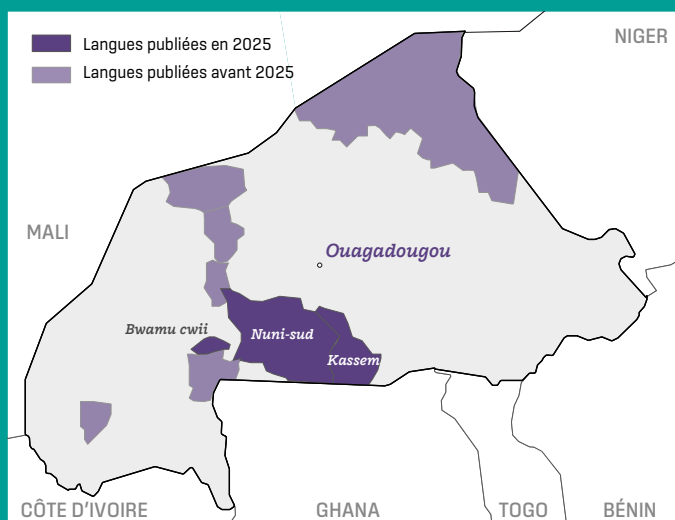 Langues publiées en 2025
Langues publiées avant 2025
NIGER
MALI
Ouagadougou
Bwamu cwii
Nuni-sud
Kassem
CÔTE D'IVOIRE
GHANA
TOGO
BÉNIN